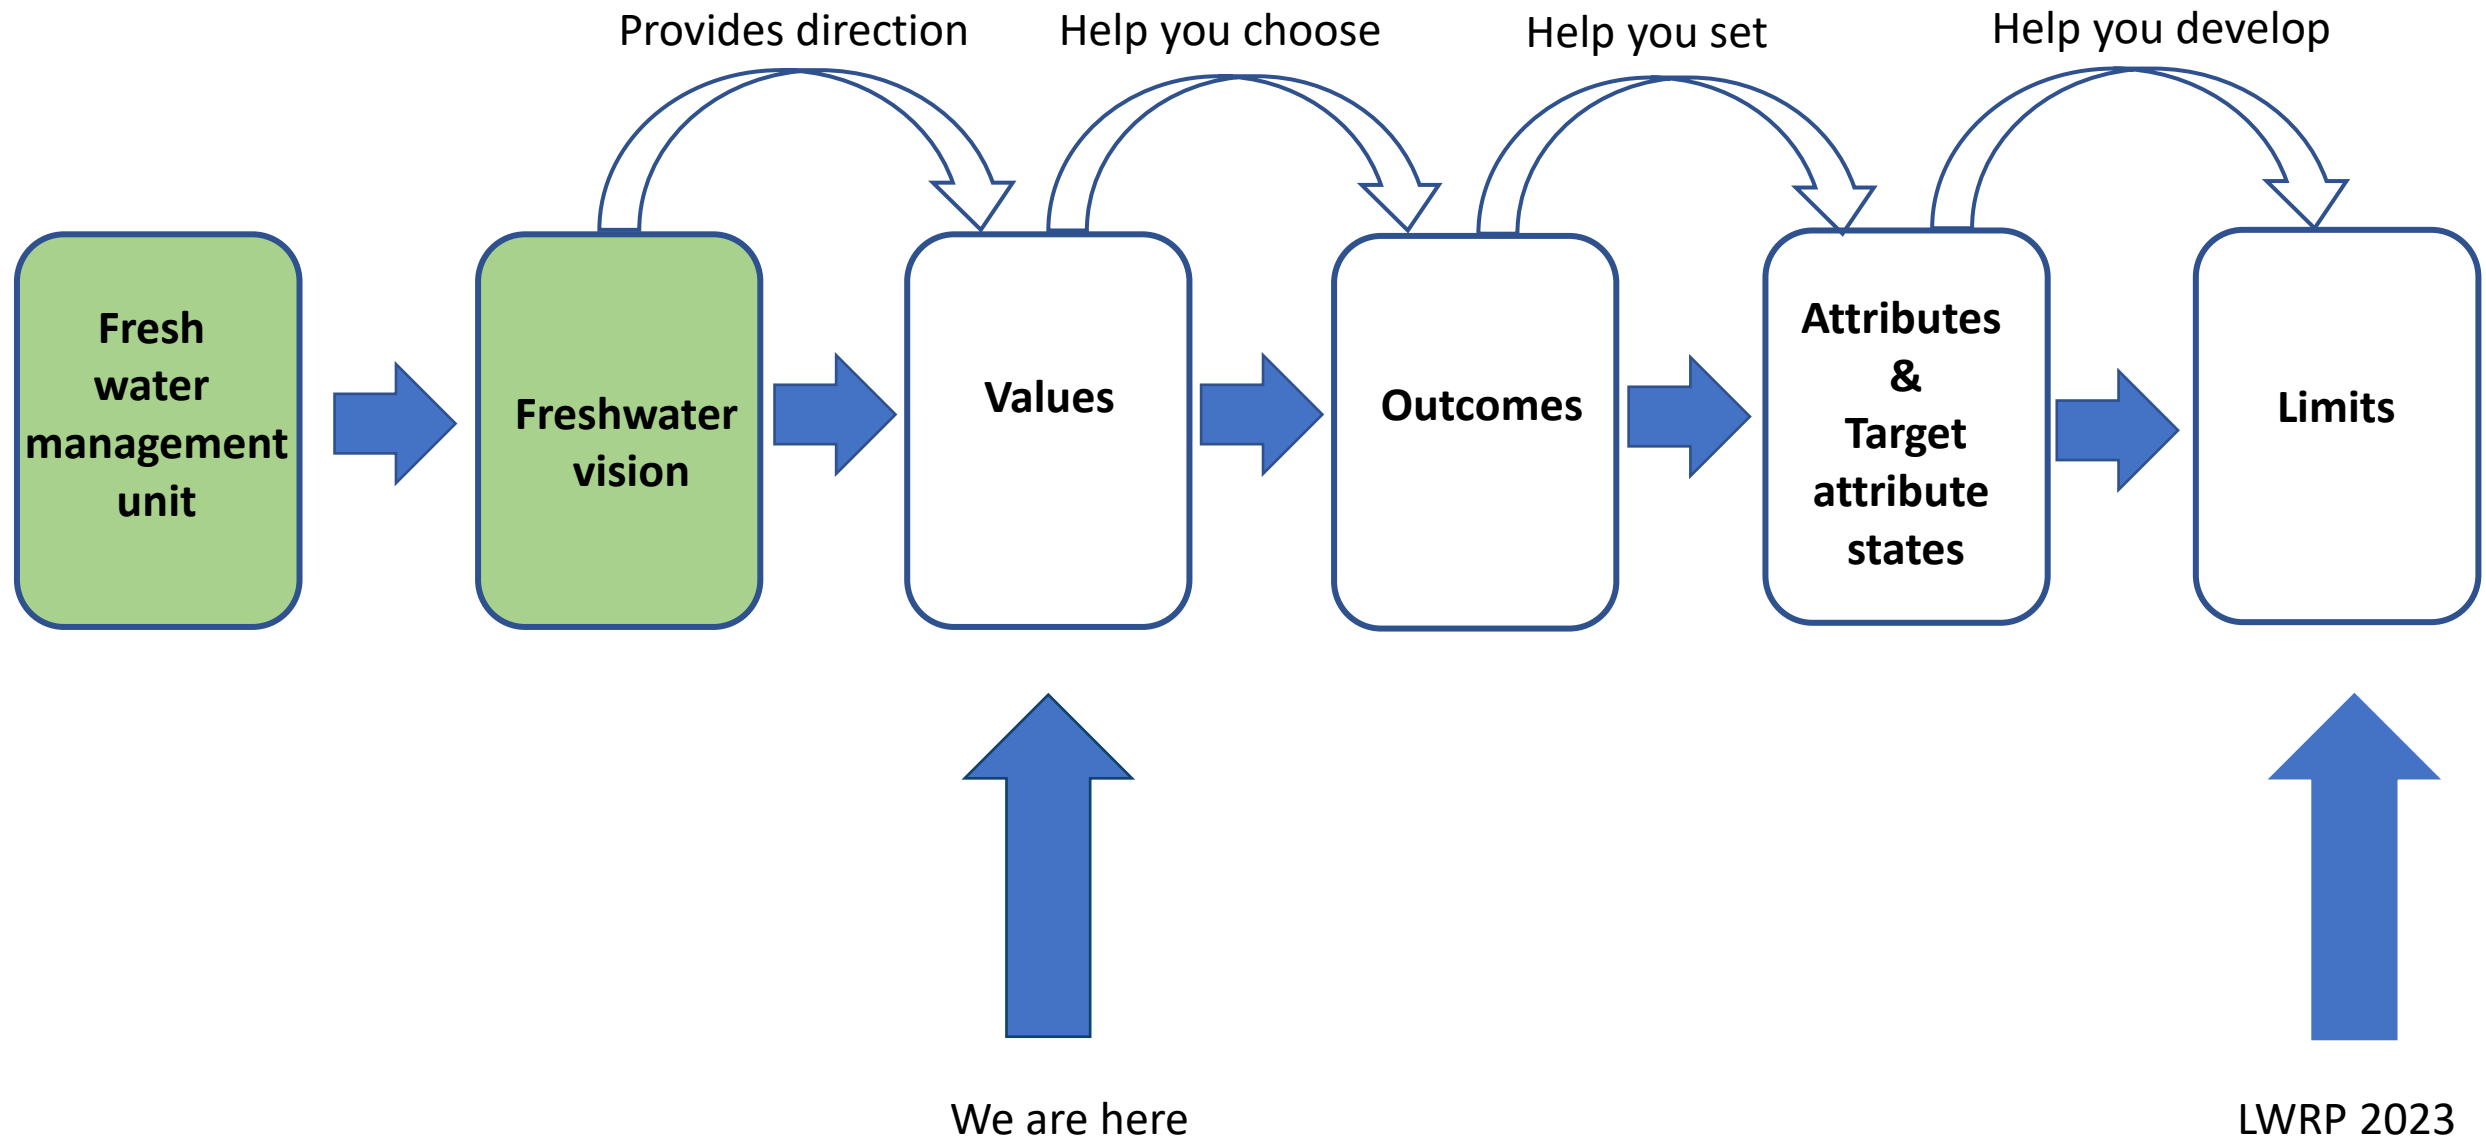 Provides direction
Help you choose
Help you set
Help you develop
Fresh
water
management
unit
Freshwater
vision
Values
Outcomes
Attributes
&
Target
attribute
states
Limits
We are here
LWRP 2023